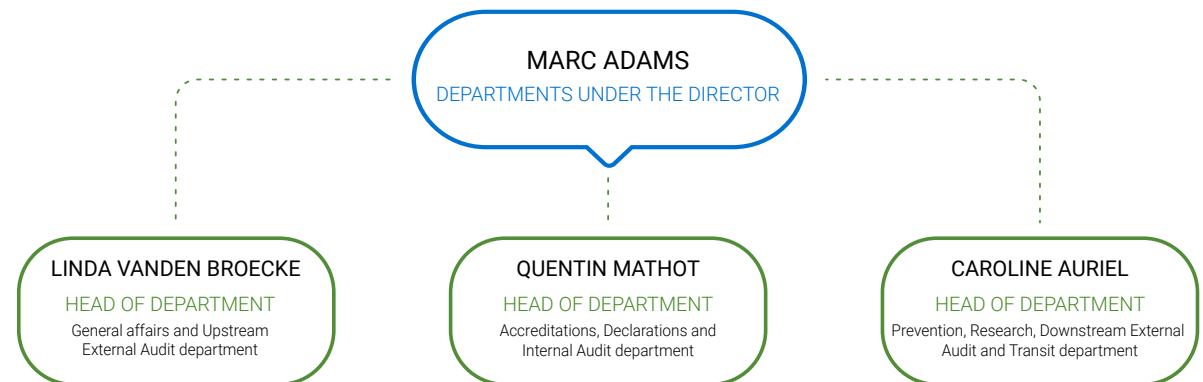 MARC ADAMS
DEPARTMENTS UNDER THE DIRECTOR
LINDA VANDEN BROECKE
HEAD OF DEPARTMENT
General affairs and Upstream
External Audit department
QUENTIN MATHOT
HEAD OF DEPARTMENT
Accreditations, Declarations and
Internal Audit department
CAROLINE AURIEL
HEAD OF DEPARTMENT
Prevention, Research, Downstream External
Audit and Transit department